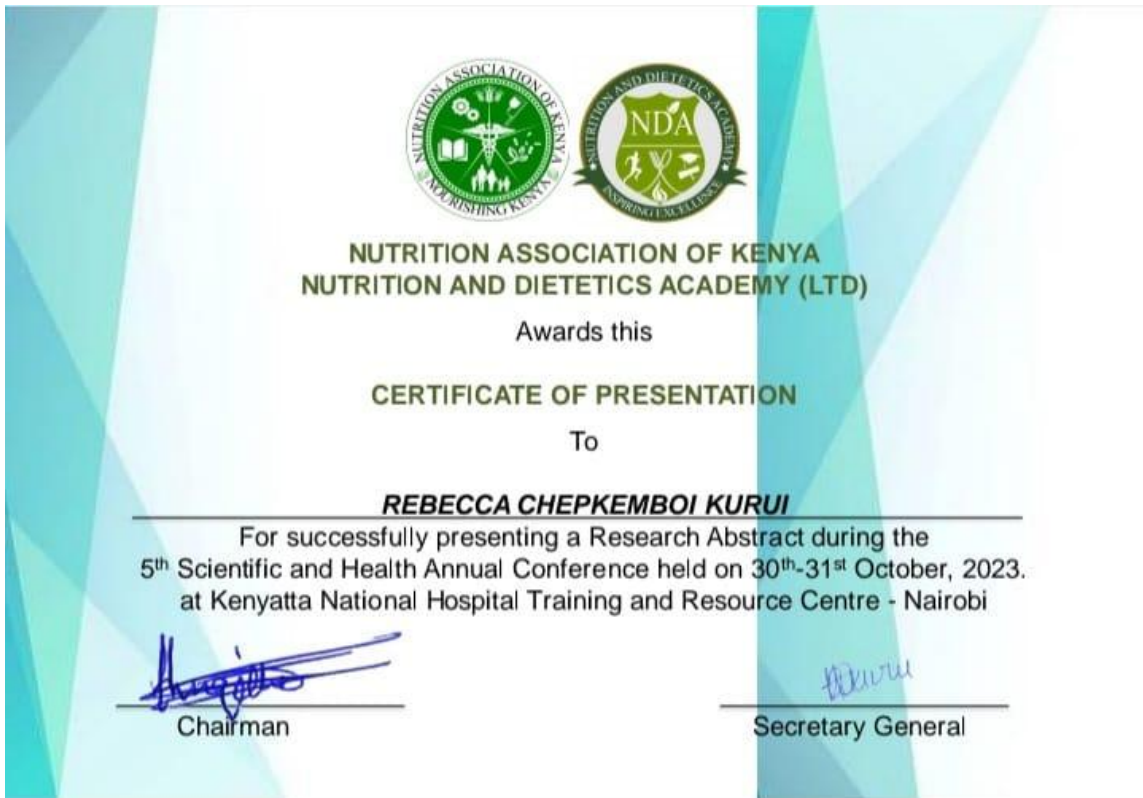 NUTRITION ASSOCIATION OF KENYA
NOURISHING KENYA
NUTRITION AND DIETETICS ACADEMY
NDA
INSPIRING EXCELLENCE
NUTRITION ASSOCIATION OF KENYA
NUTRITION AND DIETETICS ACADEMY (LTD)
Awards this
CERTIFICATE OF PRESENTATION
To
REBECCA CHEPKEMBOI KURUI
For successfully presenting a Research Abstract during the
5th Scientific and Health Annual Conference held on 30th-31st October, 2023.
at Kenyatta National Hospital Training and Resource Centre - Nairobi
Chairman
Secretary General